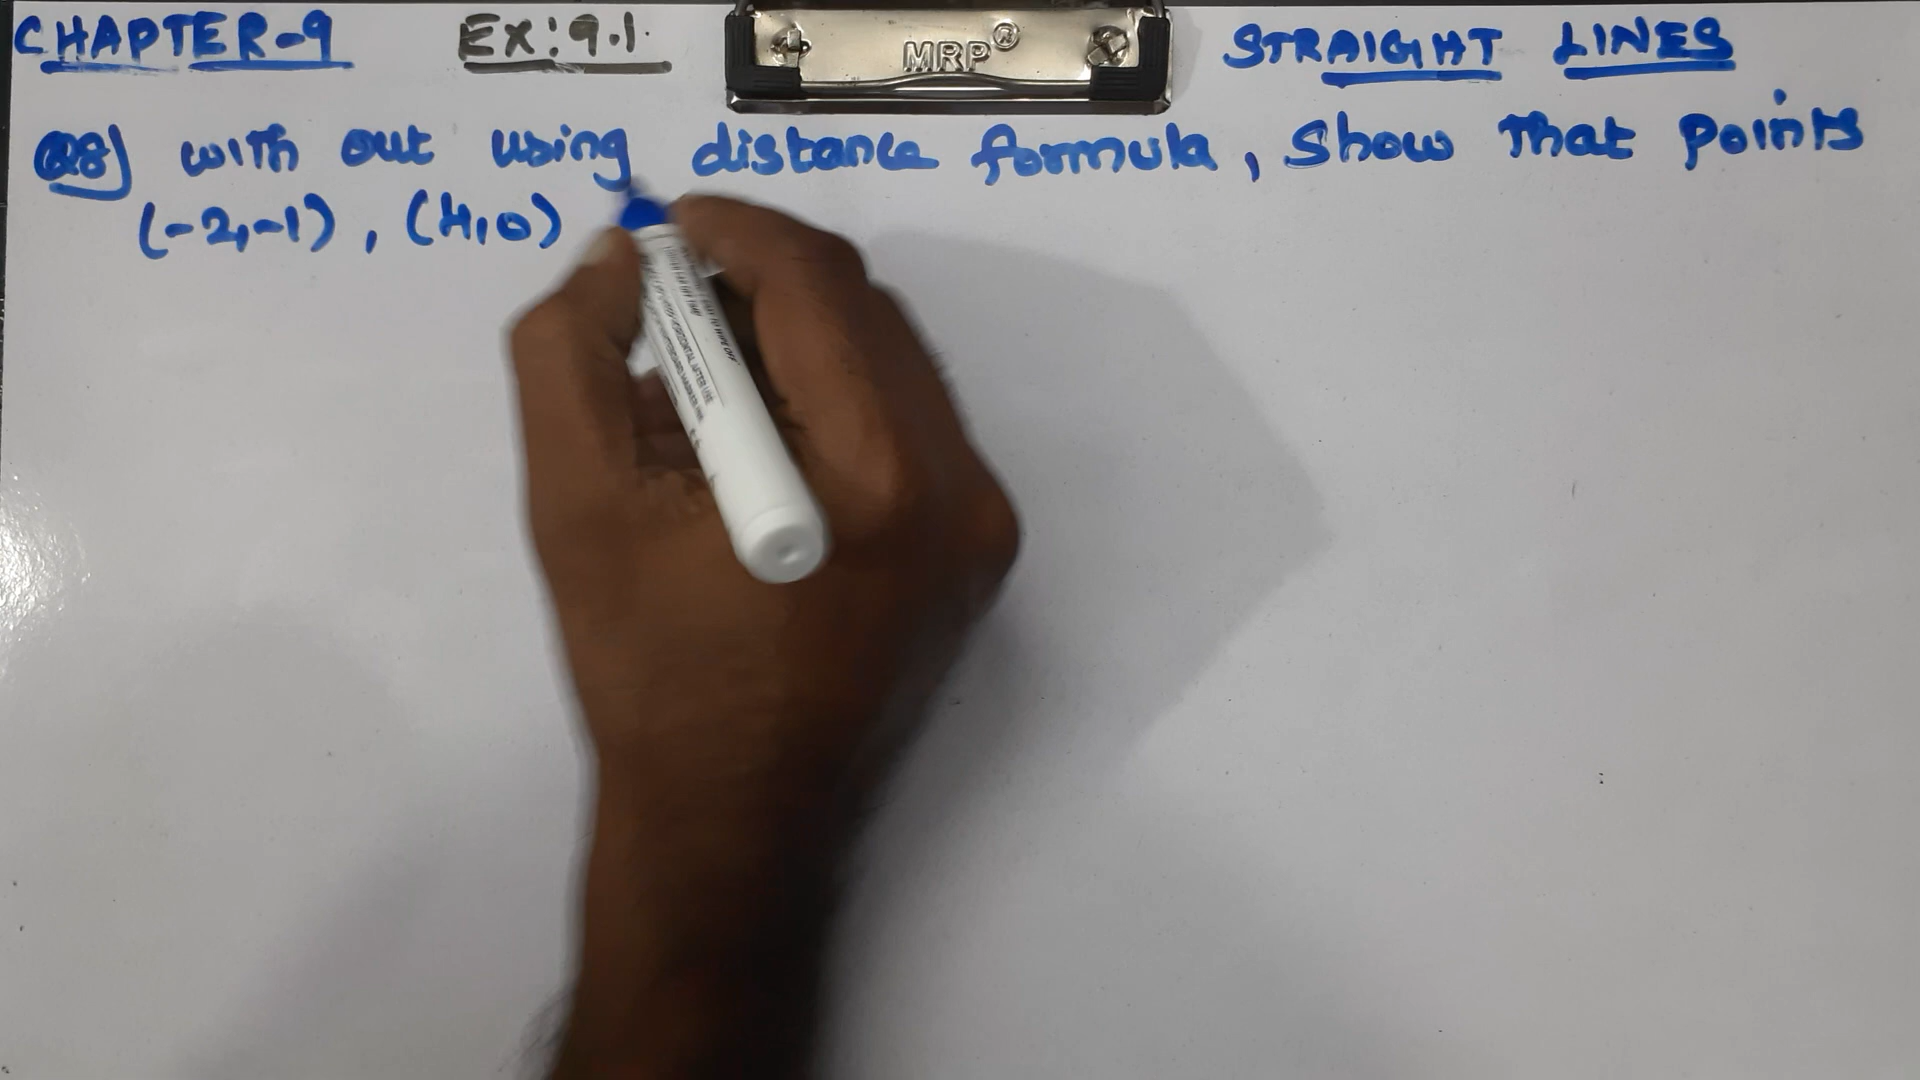 CHAPTER-9 EX:9.1. MRP® STRAIGHT LINES
Q8) with out using distance formula, show that points
(-2,-1), (4,0)